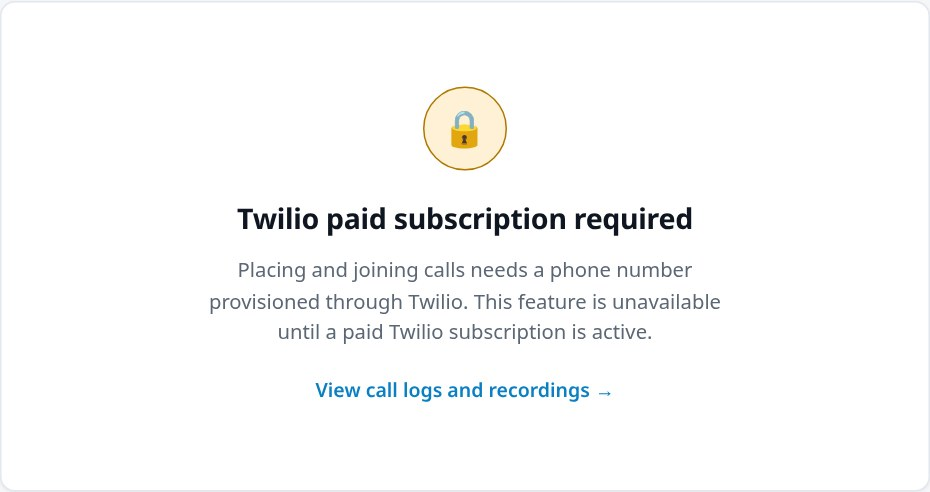 Twilio paid subscription required
Placing and joining calls needs a phone number
provisioned through Twilio. This feature is unavailable
until a paid Twilio subscription is active.
View call logs and recordings →